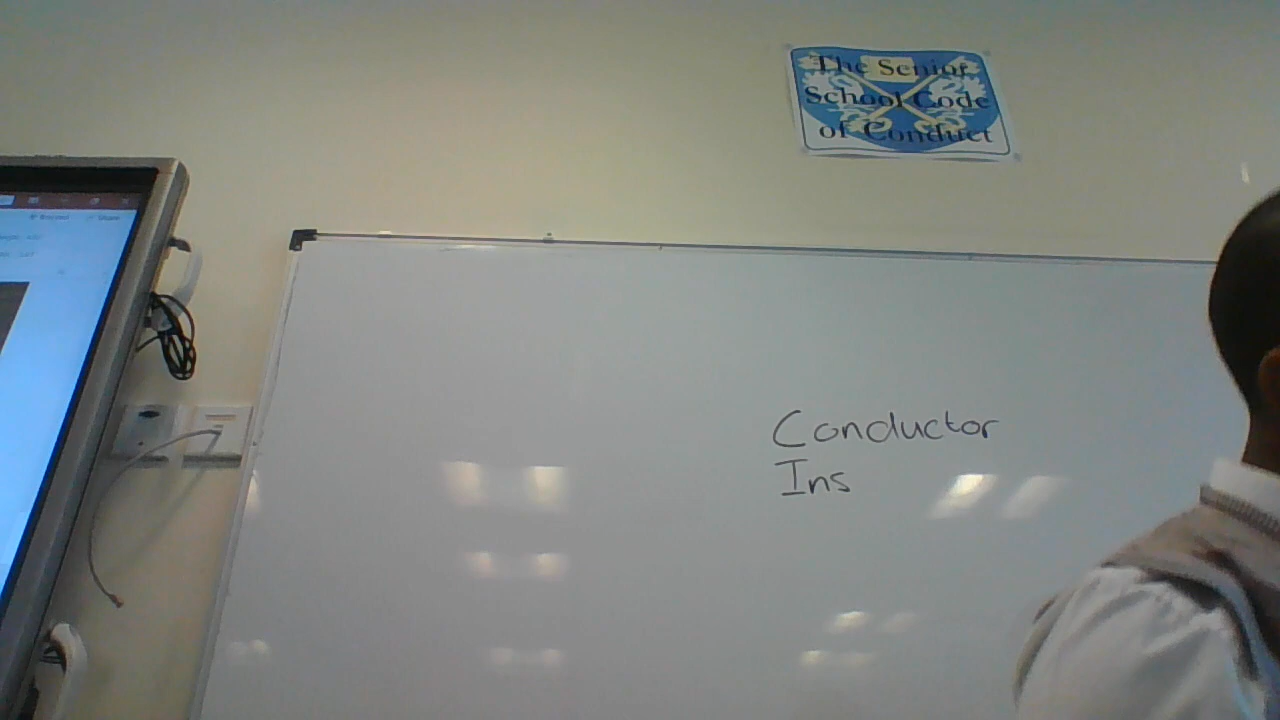 The Senior
School Code
of Conduct
Conductor
Ins